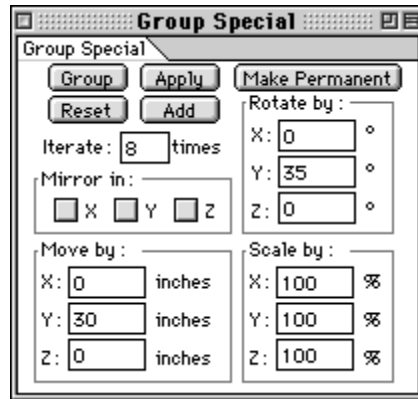 Group Special
Group Special
Group Apply Make Permanent
Reset Add
Iterate: 8 times
Rotate by:
X: 0 °
Y: 35 °
Z: 0 °
Mirror in:
X Y Z
Move by:
X: 0 inches
Y: 30 inches
Z: 0 inches
Scale by:
X: 100 %
Y: 100 %
Z: 100 %